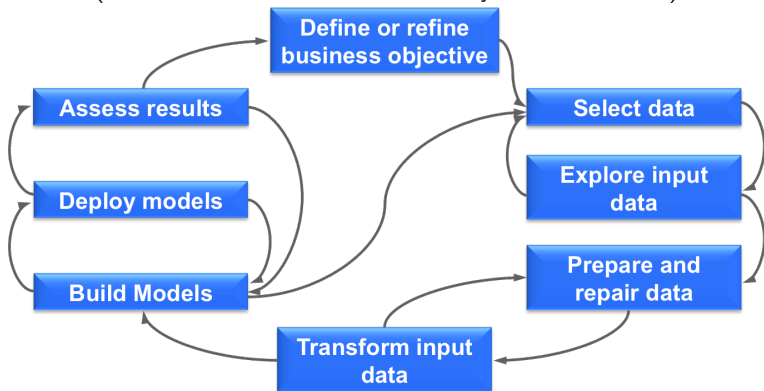 Define or refine
business objective
Assess results
Select data
Explore input
data
Deploy models
Prepare and
repair data
Build Models
Transform input
data